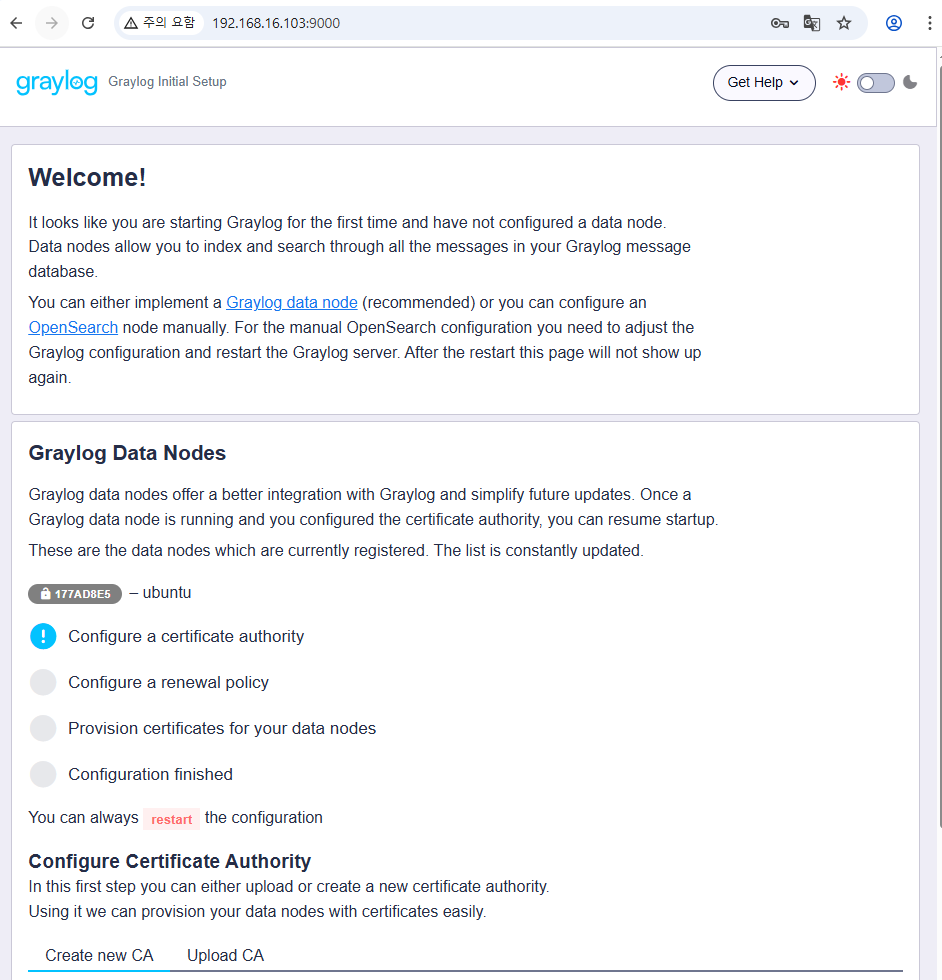 주의 요함 192.168.16.103:9000
graylog Graylog Initial Setup Get Help
Welcome!
It looks like you are starting Graylog for the first time and have not configured a data node.
Data nodes allow you to index and search through all the messages in your Graylog message
database.
You can either implement a Graylog data node (recommended) or you can configure an
OpenSearch node manually. For the manual OpenSearch configuration you need to adjust the
Graylog configuration and restart the Graylog server. After the restart this page will not show up
again.
Graylog Data Nodes
Graylog data nodes offer a better integration with Graylog and simplify future updates. Once a
Graylog data node is running and you configured the certificate authority, you can resume startup.
These are the data nodes which are currently registered. The list is constantly updated.
177AD8E5 – ubuntu
Configure a certificate authority
Configure a renewal policy
Provision certificates for your data nodes
Configuration finished
You can always restart the configuration
Configure Certificate Authority
In this first step you can either upload or create a new certificate authority.
Using it we can provision your data nodes with certificates easily.
Create new CA Upload CA